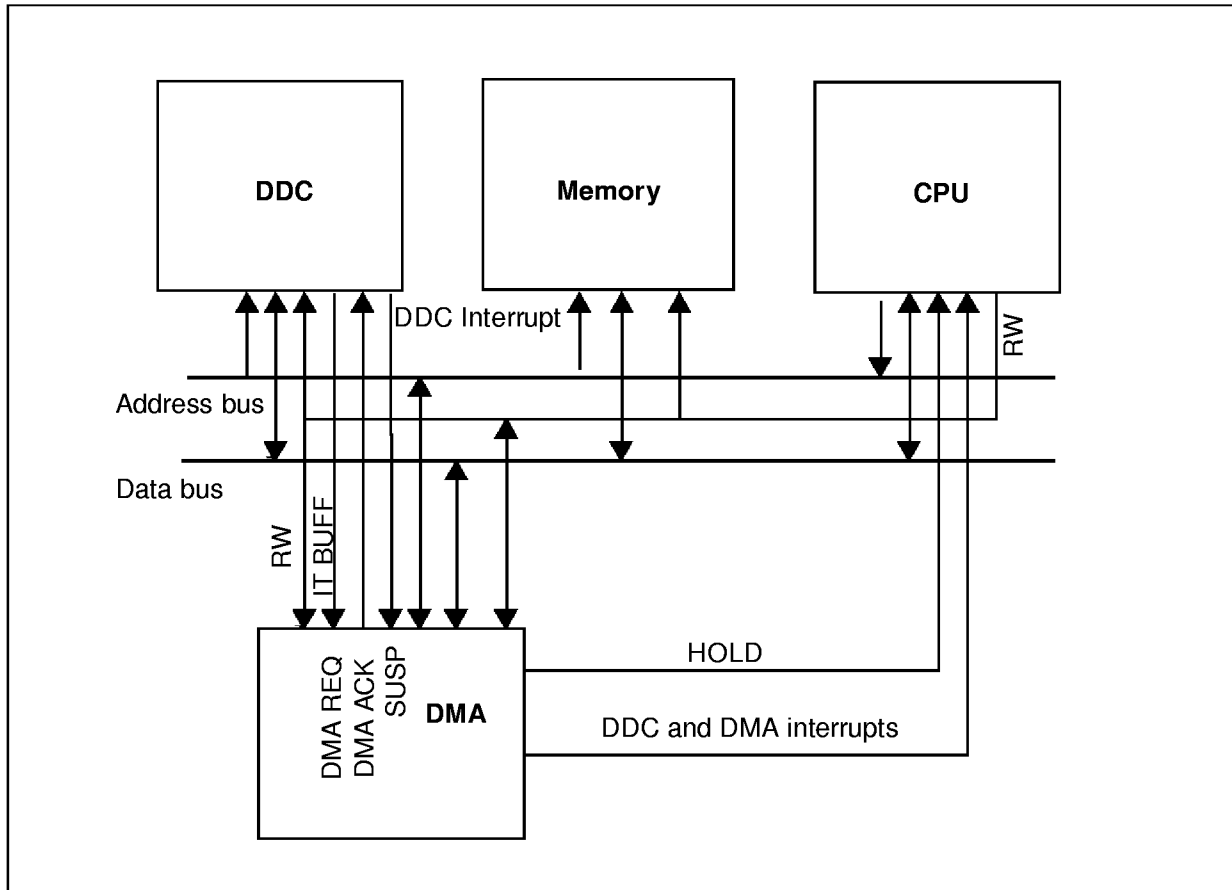 DDC
Memory
CPU
DDC Interrupt
RW
Address bus
Data bus
RW
IT BUFF
HOLD
DMA REQ
DMA ACK
SUSP
DMA
DDC and DMA interrupts